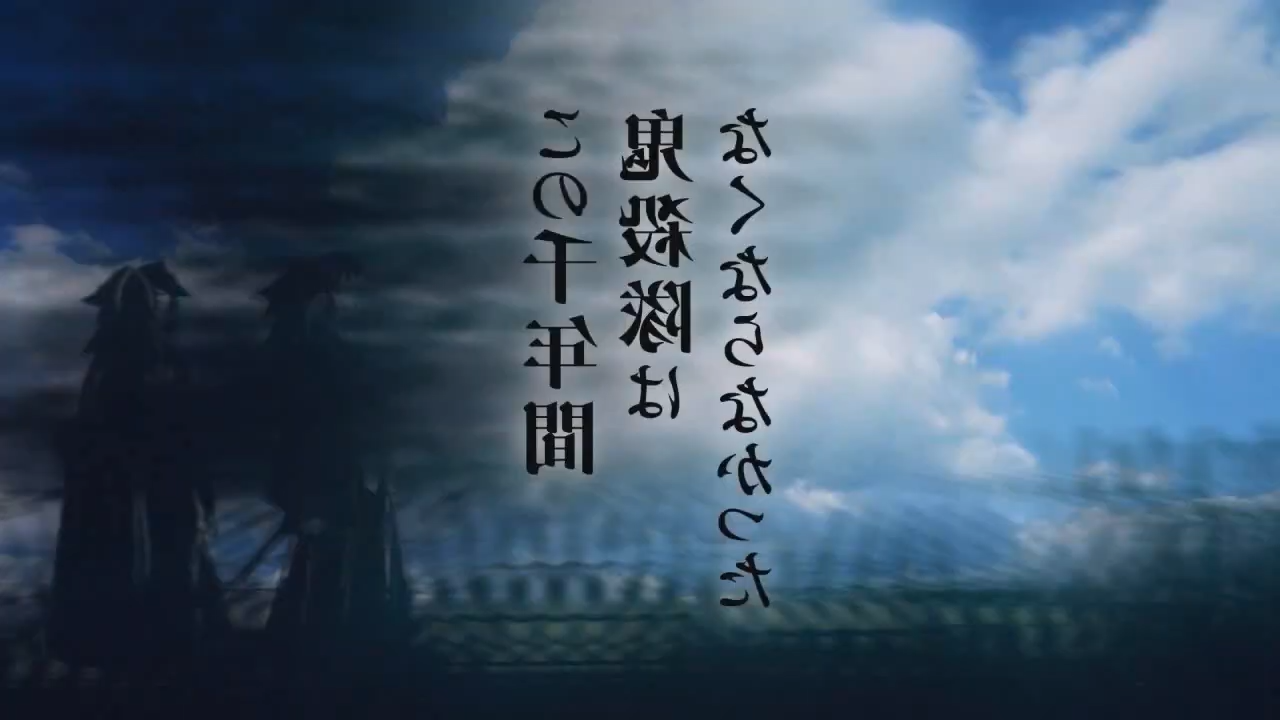 なくならなかった
鬼殺隊は
この千年間